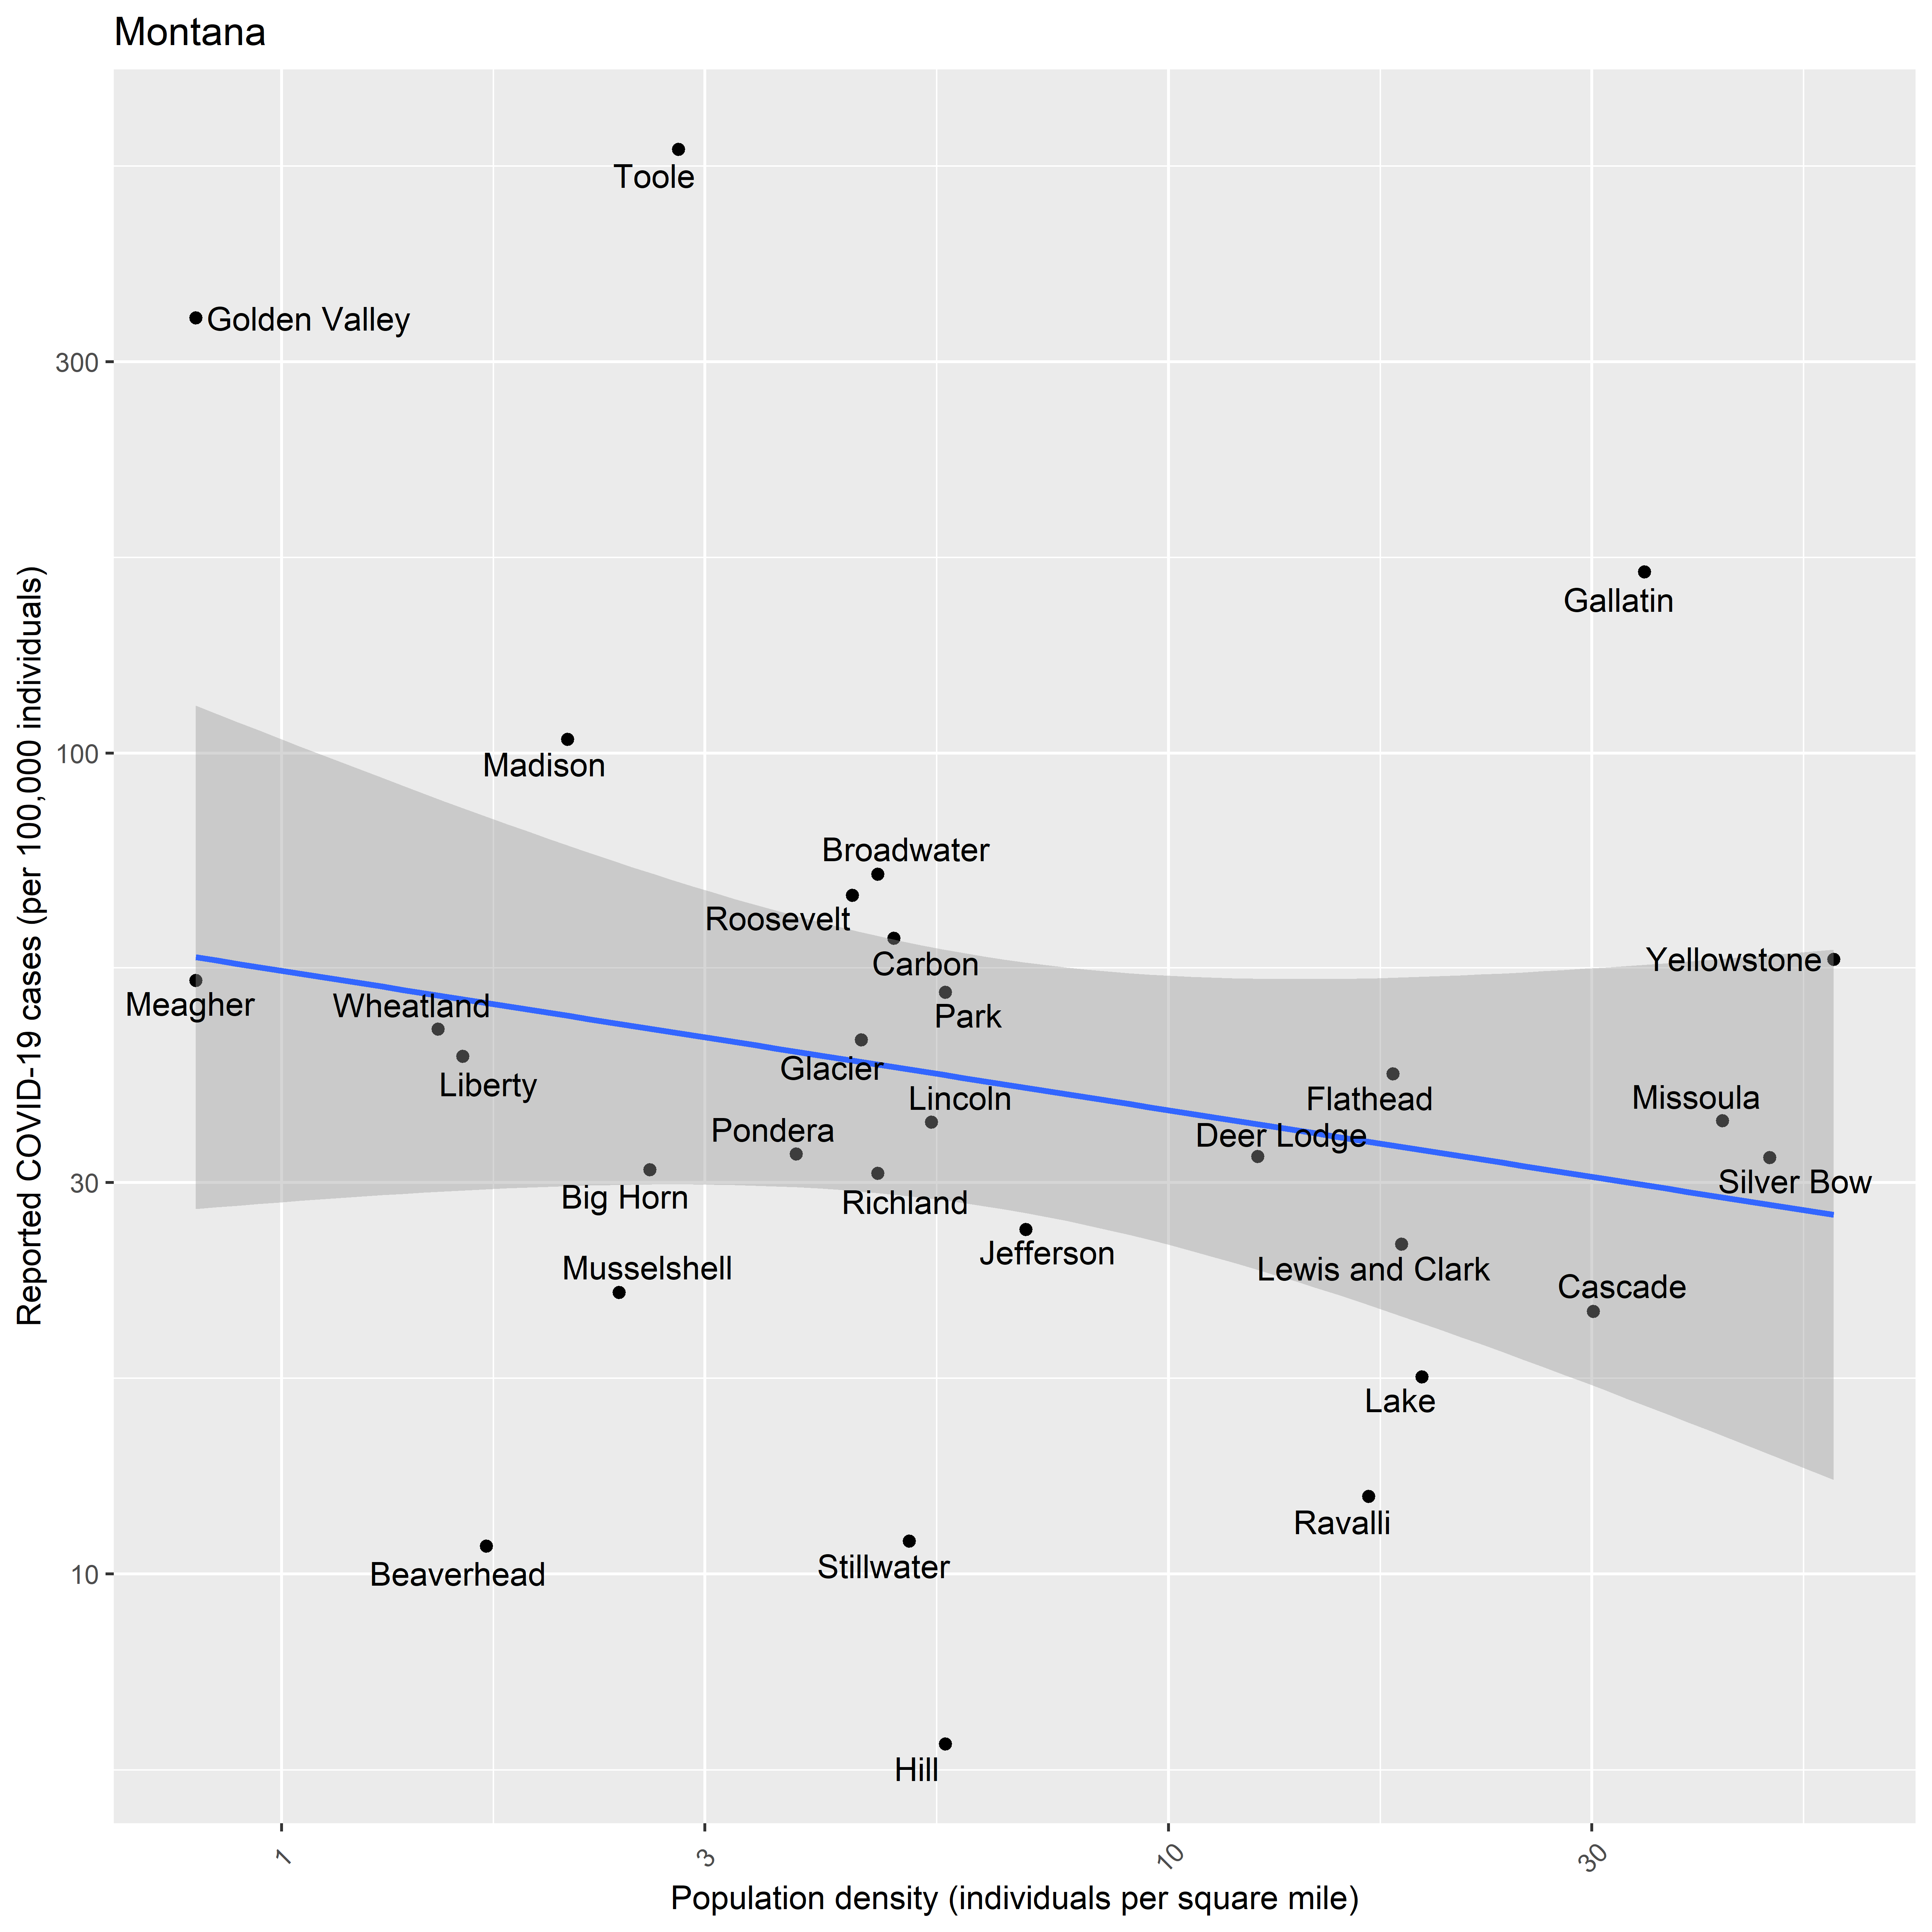 Montana
Reported COVID-19 cases (per 100,000 individuals)
300
100
30
10
Toole
Golden Valley
Gallatin
Madison
Broadwater
Roosevelt
Carbon
Yellowstone
Meagher
Wheatland
Park
Glacier
Liberty
Lincoln
Flathead
Missoula
Pondera
Deer Lodge
Big Horn
Richland
Silver Bow
Jefferson
Musselshell
Lewis and Clark
Cascade
Lake
Ravalli
Beaverhead
Stillwater
Hill
1
3
10
30
Population density (individuals per square mile)